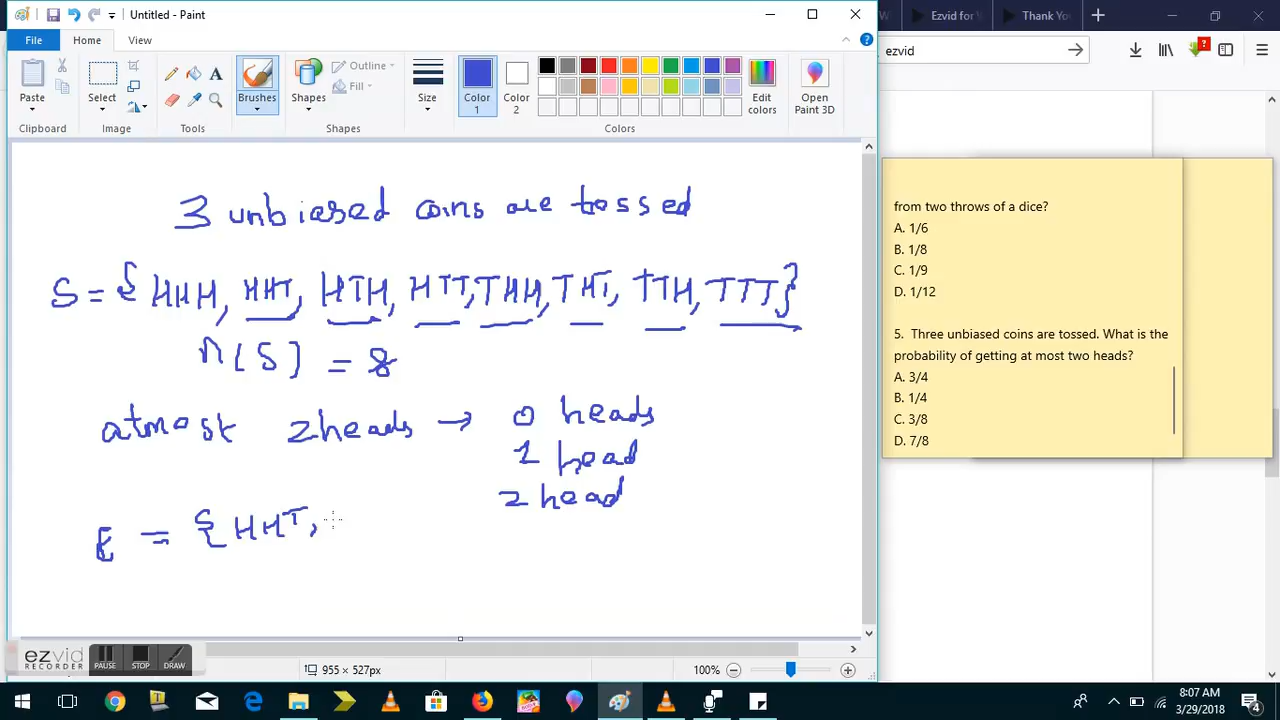 Untitled - Paint
Ezvid for
Thank Yo
File
Home
View
ezvid
Paste
Select
Brushes
Shapes
Outline
Fill
Size
Color 1
Color 2
Edit colors
Open Paint 3D
Clipboard
Image
Tools
Shapes
Colors
3 unbiased coins are tossed
S = { HHH, HHT, HTH, HTT, THH, THT, TTH, TTT}
n(S) = 8
atmost 2heads → 0 heads
1 head
2 head
E = { HHT,
from two throws of a dice?
A. 1/6
B. 1/8
C. 1/9
D. 1/12
5. Three unbiased coins are tossed. What is the
probability of getting at most two heads?
A. 3/4
B. 1/4
C. 3/8
D. 7/8
ezvid
RECORDER
PAUSE
STOP
DRAW
955 × 527px
100%
8:07 AM
3/29/2018
4